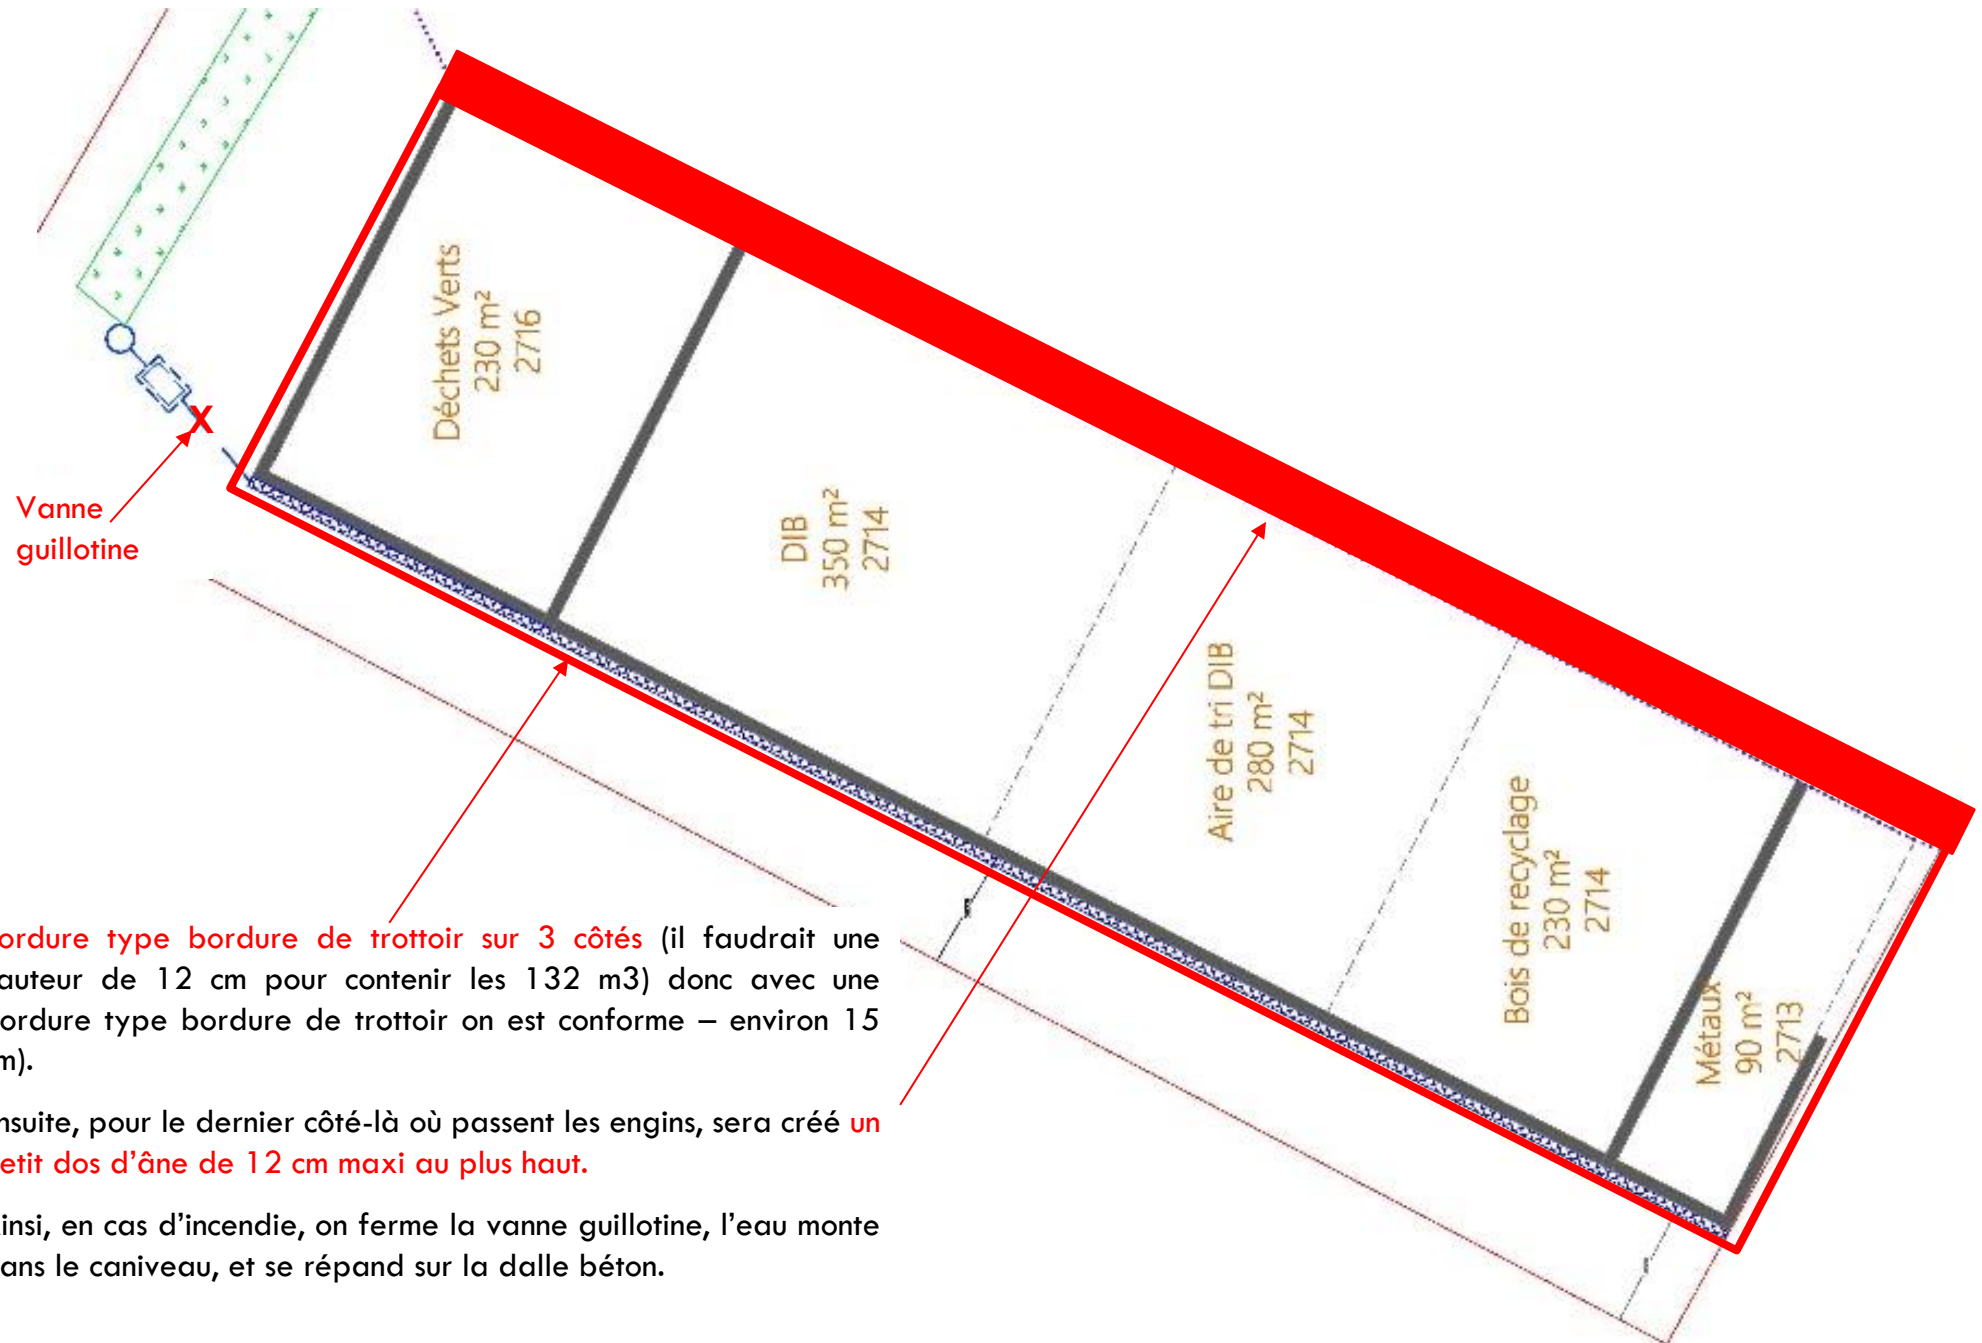 Déchets Verts
230 m²
2716
DIB
350 m²
2714
Aire de tri DIB
280 m²
2714
Bois de recyclage
230 m²
2714
Métaux
90 m²
2713
X
Vanne
guillotine
ordure type bordure de trottoir sur 3 côtés (il faudrait une
auteur de 12 cm pour contenir les 132 m3) donc avec une
ordure type bordure de trottoir on est conforme – environ 15
m).
nsuite, pour le dernier côté-là où passent les engins, sera créé un
etit dos d’âne de 12 cm maxi au plus haut.
insi, en cas d’incendie, on ferme la vanne guillotine, l’eau monte
ans le caniveau, et se répand sur la dalle béton.